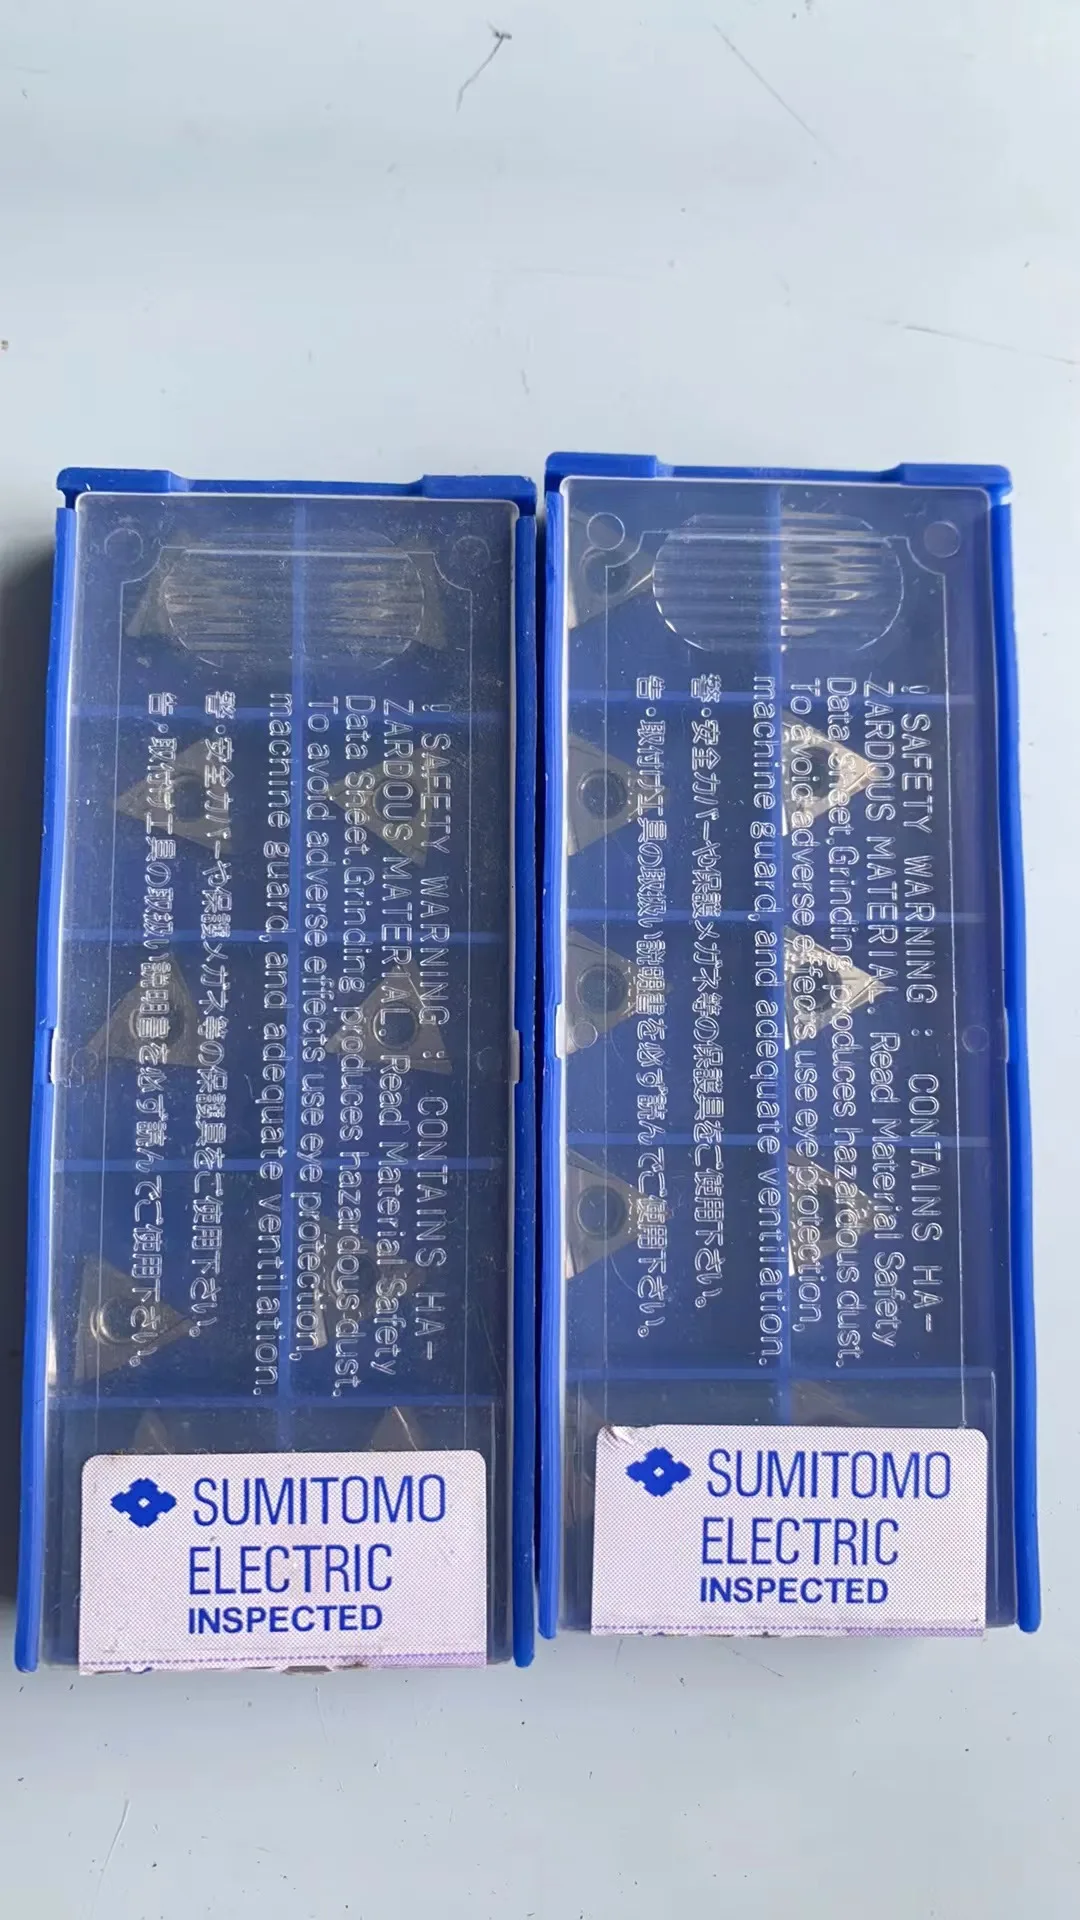 ! SAFETY WARNING : CONTAINS HA-
ZARDOUS MATERIAL. Read Material Safety
Data Sheet.Grinding produces hazardous dust.
To avoid adverse effects use eye protection,
machine guard, and adequate ventilation.
警・安全カバーや保護メガネ等の保護具をご使用下さい。
告・取付け工具の取扱い説明書を必ず読んでご使用下さい。
SUMITOMO
ELECTRIC
INSPECTED
! SAFETY WARNING : CONTAINS HA-
ZARDOUS MATERIAL. Read Material Safety
Data Sheet.Grinding produces hazardous dust.
To avoid adverse effects use eye protection,
machine guard, and adequate ventilation.
警・安全カバーや保護メガネ等の保護具をご使用下さい。
告・取付け工具の取扱い説明書を必ず読んでご使用下さい。
SUMITOMO
ELECTRIC
INSPECTED